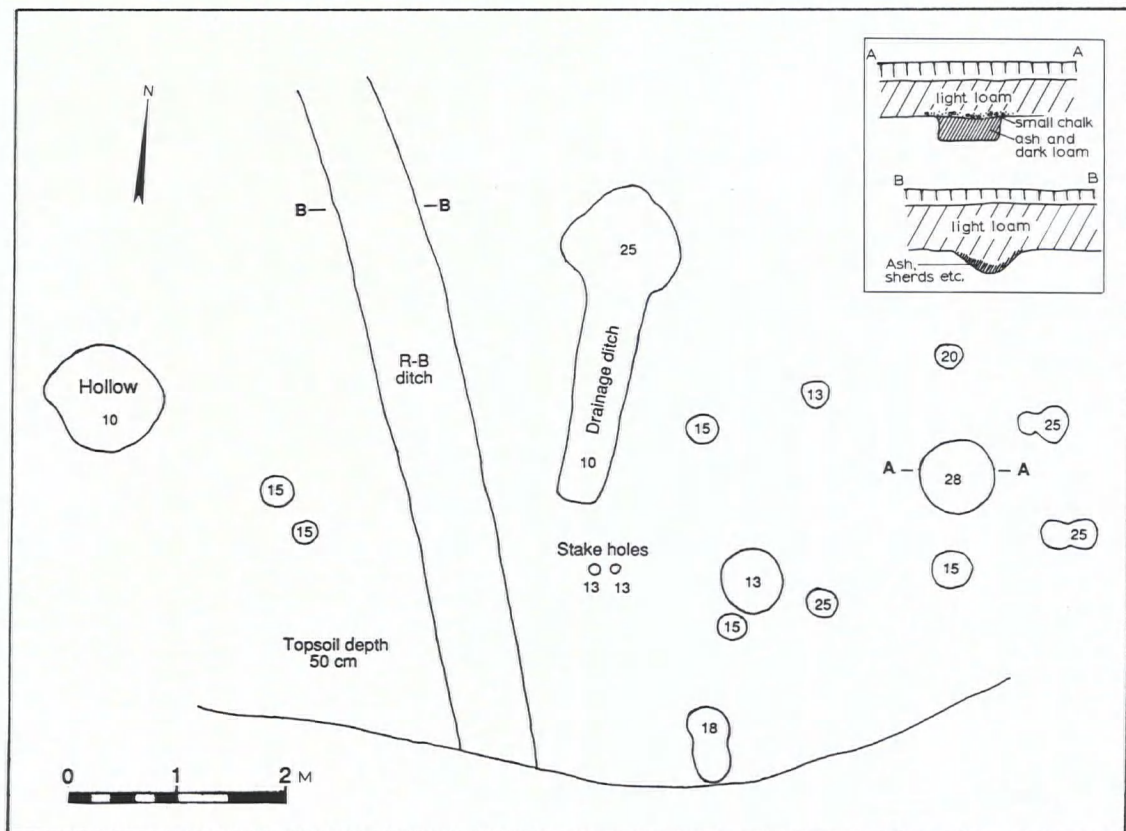 N
A A
light loam
small chalk
ash and
dark loam
B B
light loam
Ash,
sherds etc.
B B
25
R-B
ditch
Drainage ditch
10
Hollow
10
20
13
15
25
A A
28
15
15
25
Stake holes
13 13
13
15
25
15
Topsoil depth
50 cm
18
0 1 2 M